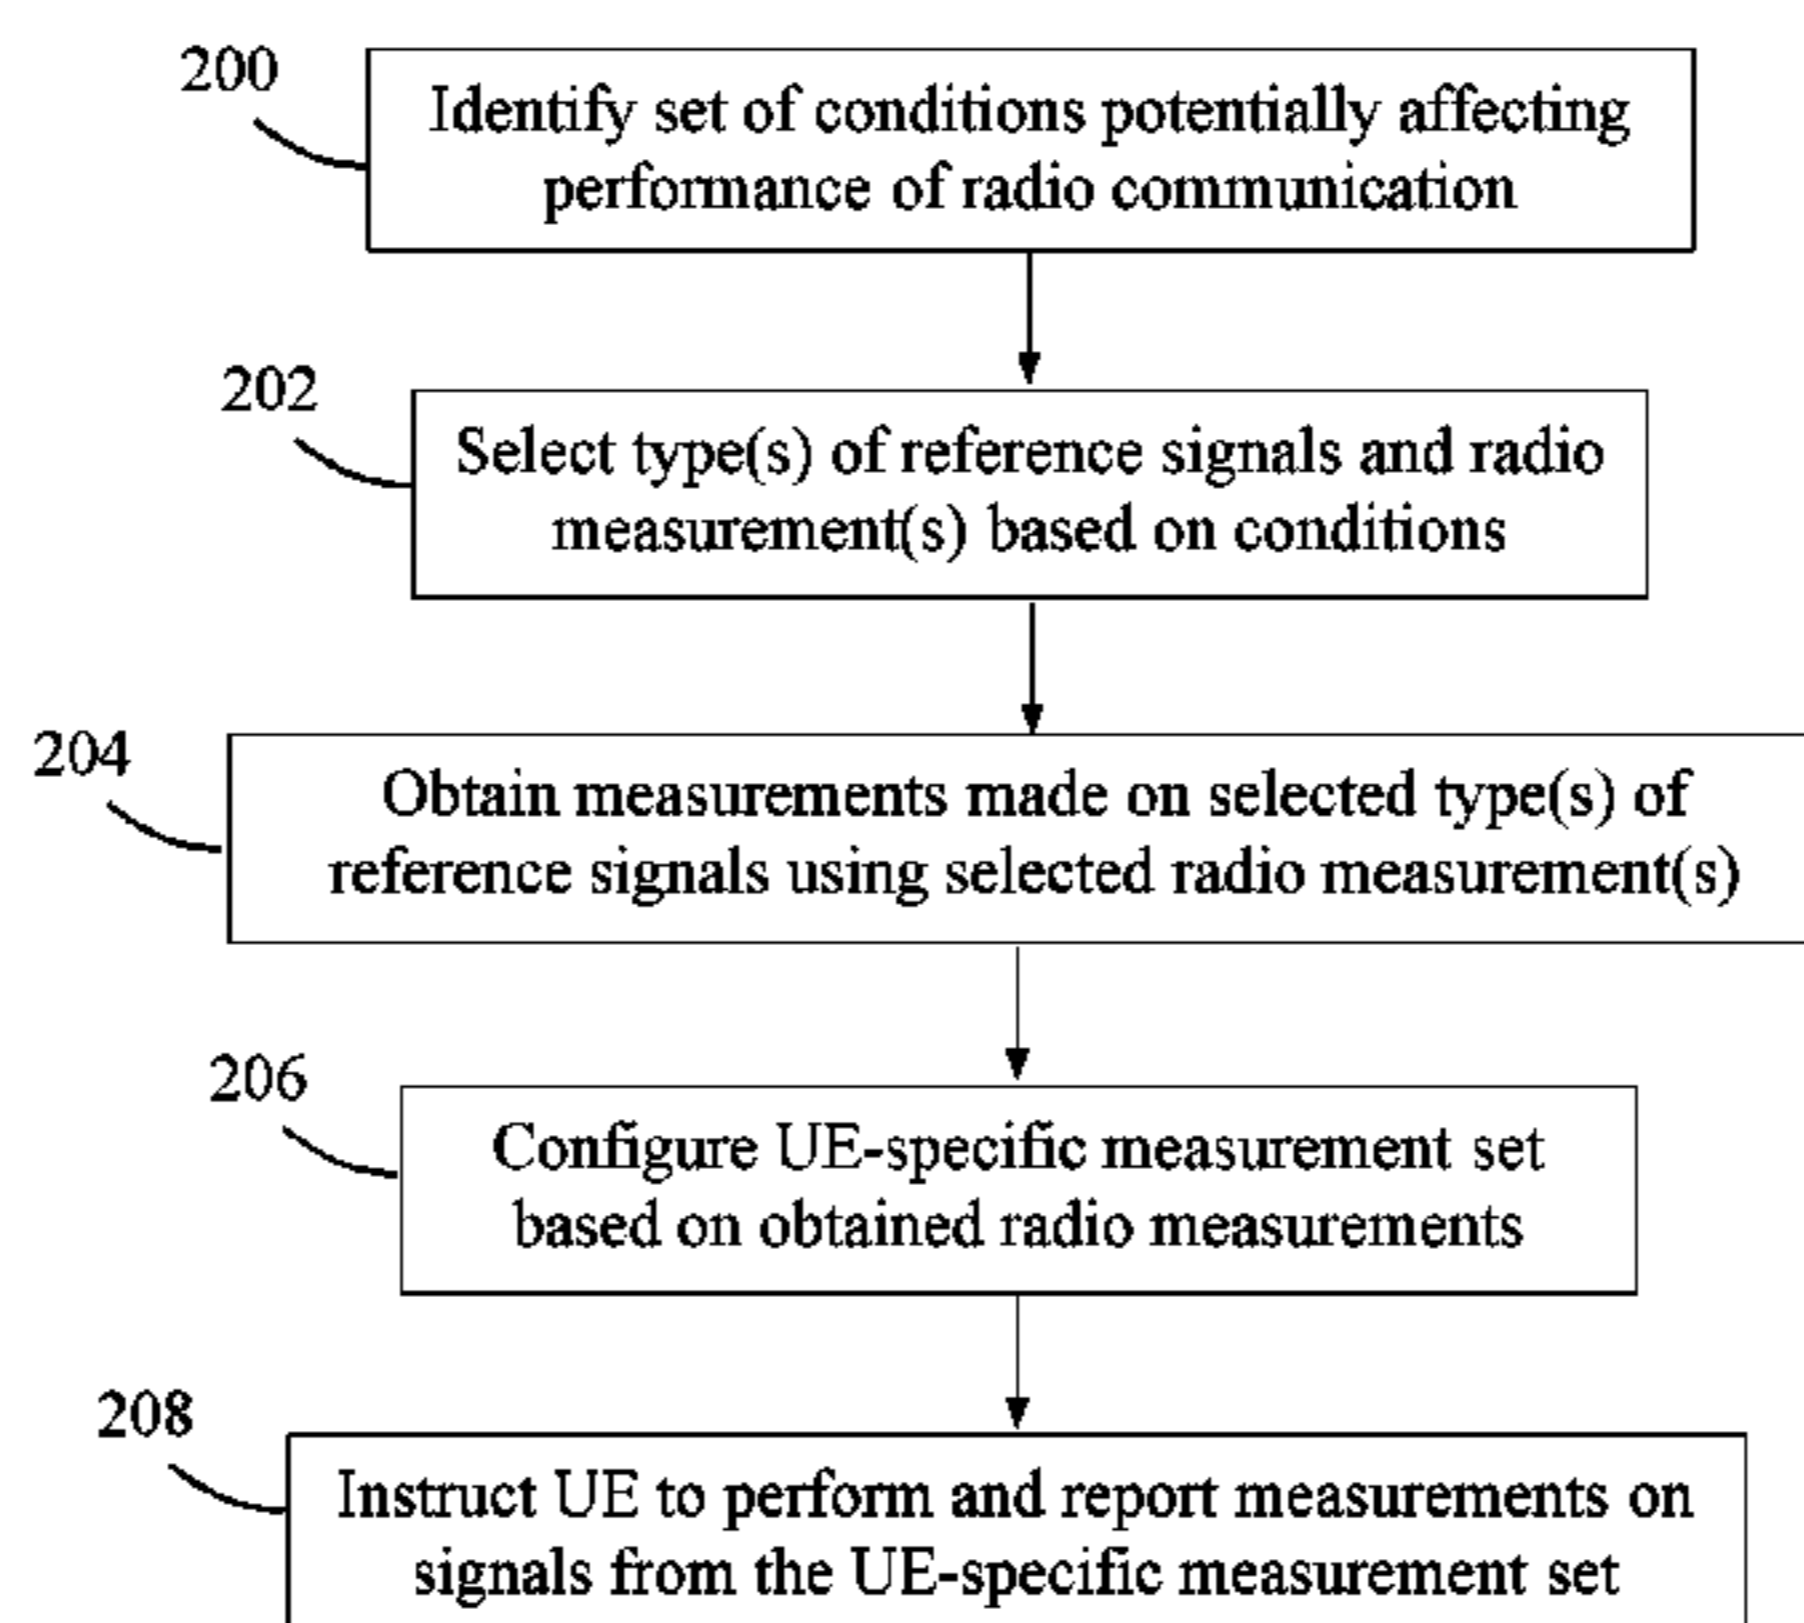 200
Identify set of conditions potentially affecting
performance of radio communication
202
Select type(s) of reference signals and radio
measurement(s) based on conditions
204
Obtain measurements made on selected type(s) of
reference signals using selected radio measurement(s)
206
Configure UE-specific measurement set
based on obtained radio measurements
208
Instruct UE to perform and report measurements on
signals from the UE-specific measurement set